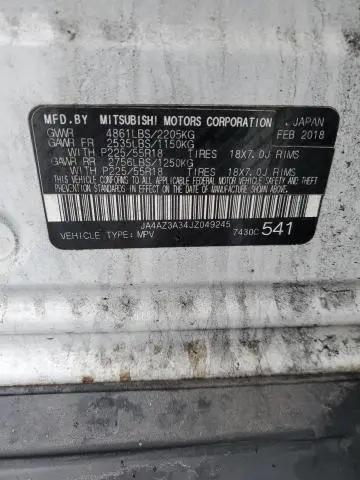 MFD.BY MITSUBISHI MOTORS CORPORATION JAPAN
GVWR 4861LBS/2205KG FEB 2018
GAWR FR 2535LBS/1150KG
WITH P225/55R18 TIRES 18X7.0J RIMS
GAWR RR 2756LBS/1250KG
WITH P225/55R18 TIRES 18X7.0J RIMS
THIS VEHICLE CONFORMS TO ALL APPLICABLE FEDERAL MOTOR
VEHICLE SAFETY AND THEFT PREVENTION STANDARDS IN
EFFECT ON THE DATE OF MANUFACTURE SHOWN ABOVE.
JA4AZ3A34JZ049245
VEHICLE TYPE: MPV 7430C 541